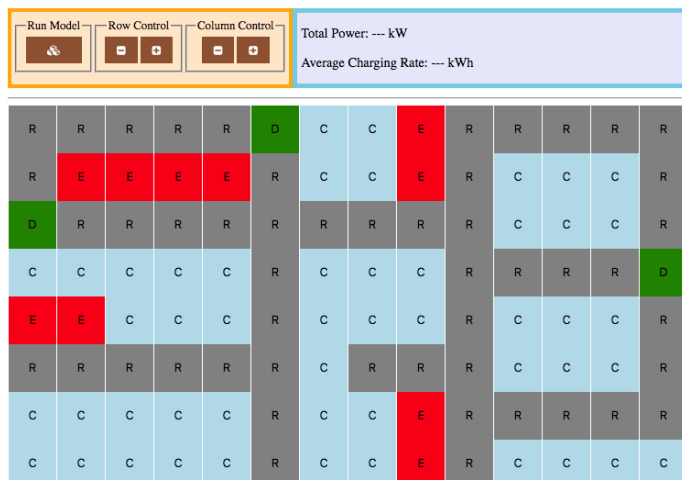 Run Model Row Control Column Control
Total Power: --- kW
Average Charging Rate: --- kWh
R R R R R D C C E R R R R R
R E E E E R C C E R C C C R
D R R R R R R R R R C C C R
C C C C C R C C C R R R R D
E E C C C R C C C R C C C R
R R R R R R C R R R C C C R
C C C C C R C C E R R R R R
C C C C C R C C E R C C C C